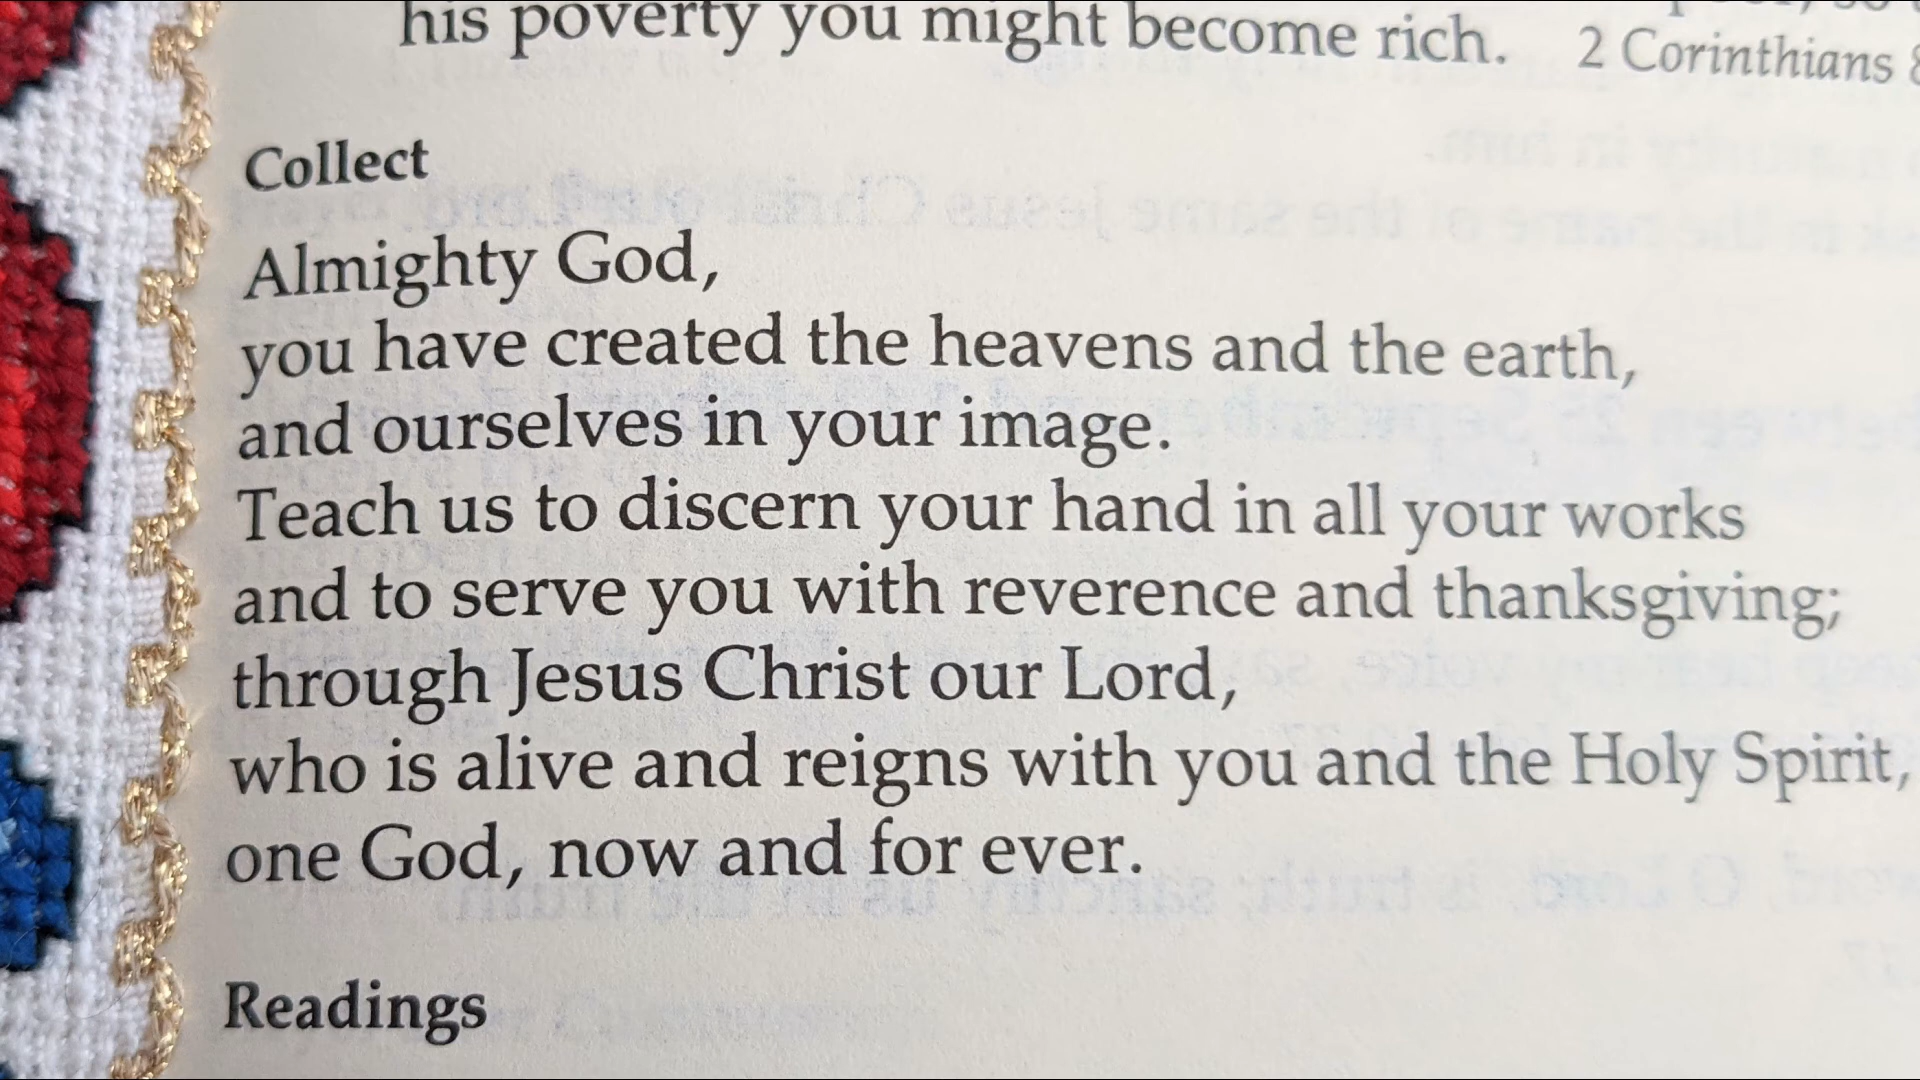 his poverty you might become rich. 2 Corinthians
Collect
Almighty God,
you have created the heavens and the earth,
and ourselves in your image.
Teach us to discern your hand in all your works
and to serve you with reverence and thanksgiving;
through Jesus Christ our Lord,
who is alive and reigns with you and the Holy Spirit,
one God, now and for ever.
Readings